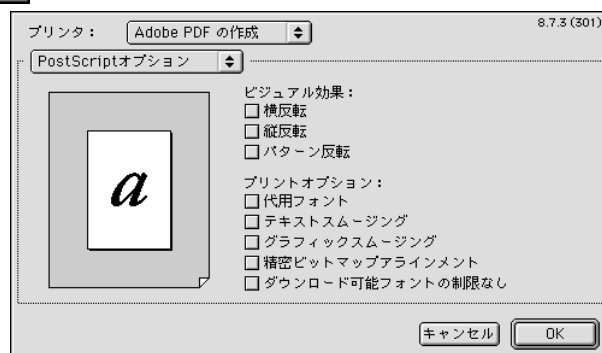 プリンタ： Adobe PDF の作成 8.7.3 (301)
PostScriptオプション
ビジュアル効果：
横反転
縦反転
パターン反転
a
プリントオプション：
代用フォント
テキストスムージング
グラフィックスムージング
精密ビットマップアラインメント
ダウンロード可能フォントの制限なし
キャンセル OK